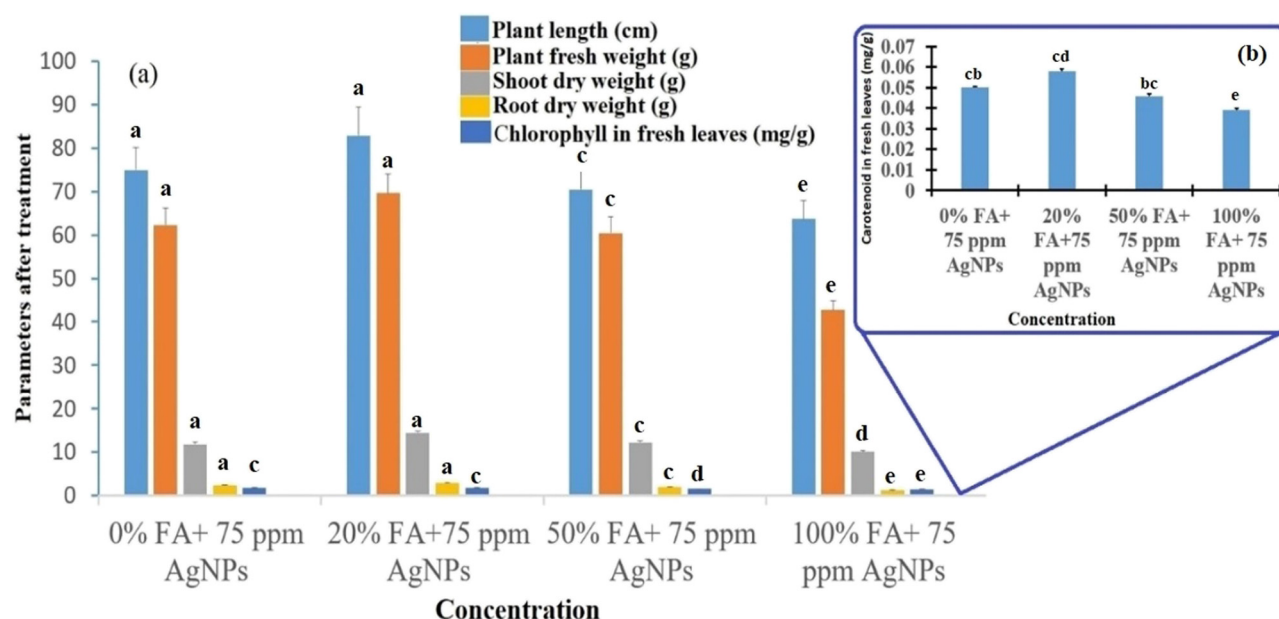 Plant length (cm)
Plant fresh weight (g)
Shoot dry weight (g)
Root dry weight (g)
Chlorophyll in fresh leaves (mg/g)
(a)
Parameters after treatment
100
90
80
70
60
50
40
30
20
10
0
a
a
a
a
c
a
a
a
a
c
c
c
c
c
d
e
e
d
e
e
0% FA+ 75 ppm
AgNPs
20% FA+75 ppm
AgNPs
50% FA+ 75 ppm
AgNPs
100% FA+ 75
ppm AgNPs
Concentration
(b)
Carotenoid in fresh leaves (mg/g)
0.07
0.06
0.05
0.04
0.03
0.02
0.01
0
cb
cd
bc
e
0% FA+
75 ppm
AgNPs
20%
FA+75
ppm
AgNPs
50% FA+
75 ppm
AgNPs
100%
FA+ 75
ppm
AgNPs
Concentration